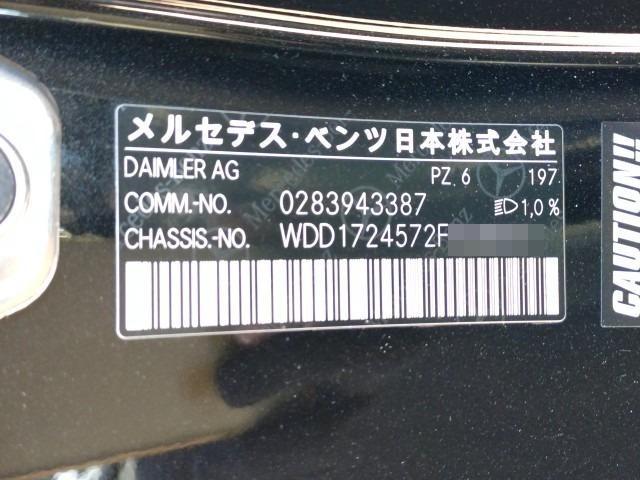 メルセデス・ベンツ日本株式会社
DAIMLER AG PZ. 6 197
COMM.-NO. 0283943387 1,0 %
CHASSIS.-NO. WDD1724572F
CAUTION!!